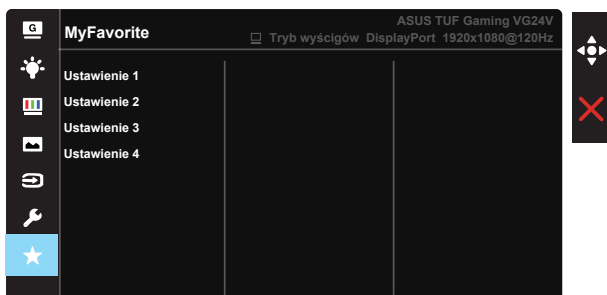 G
MyFavorite
ASUS TUF Gaming VG24V
Tryb wyścigów DisplayPort 1920x1080@120Hz
Ustawienie 1
Ustawienie 2
Ustawienie 3
Ustawienie 4